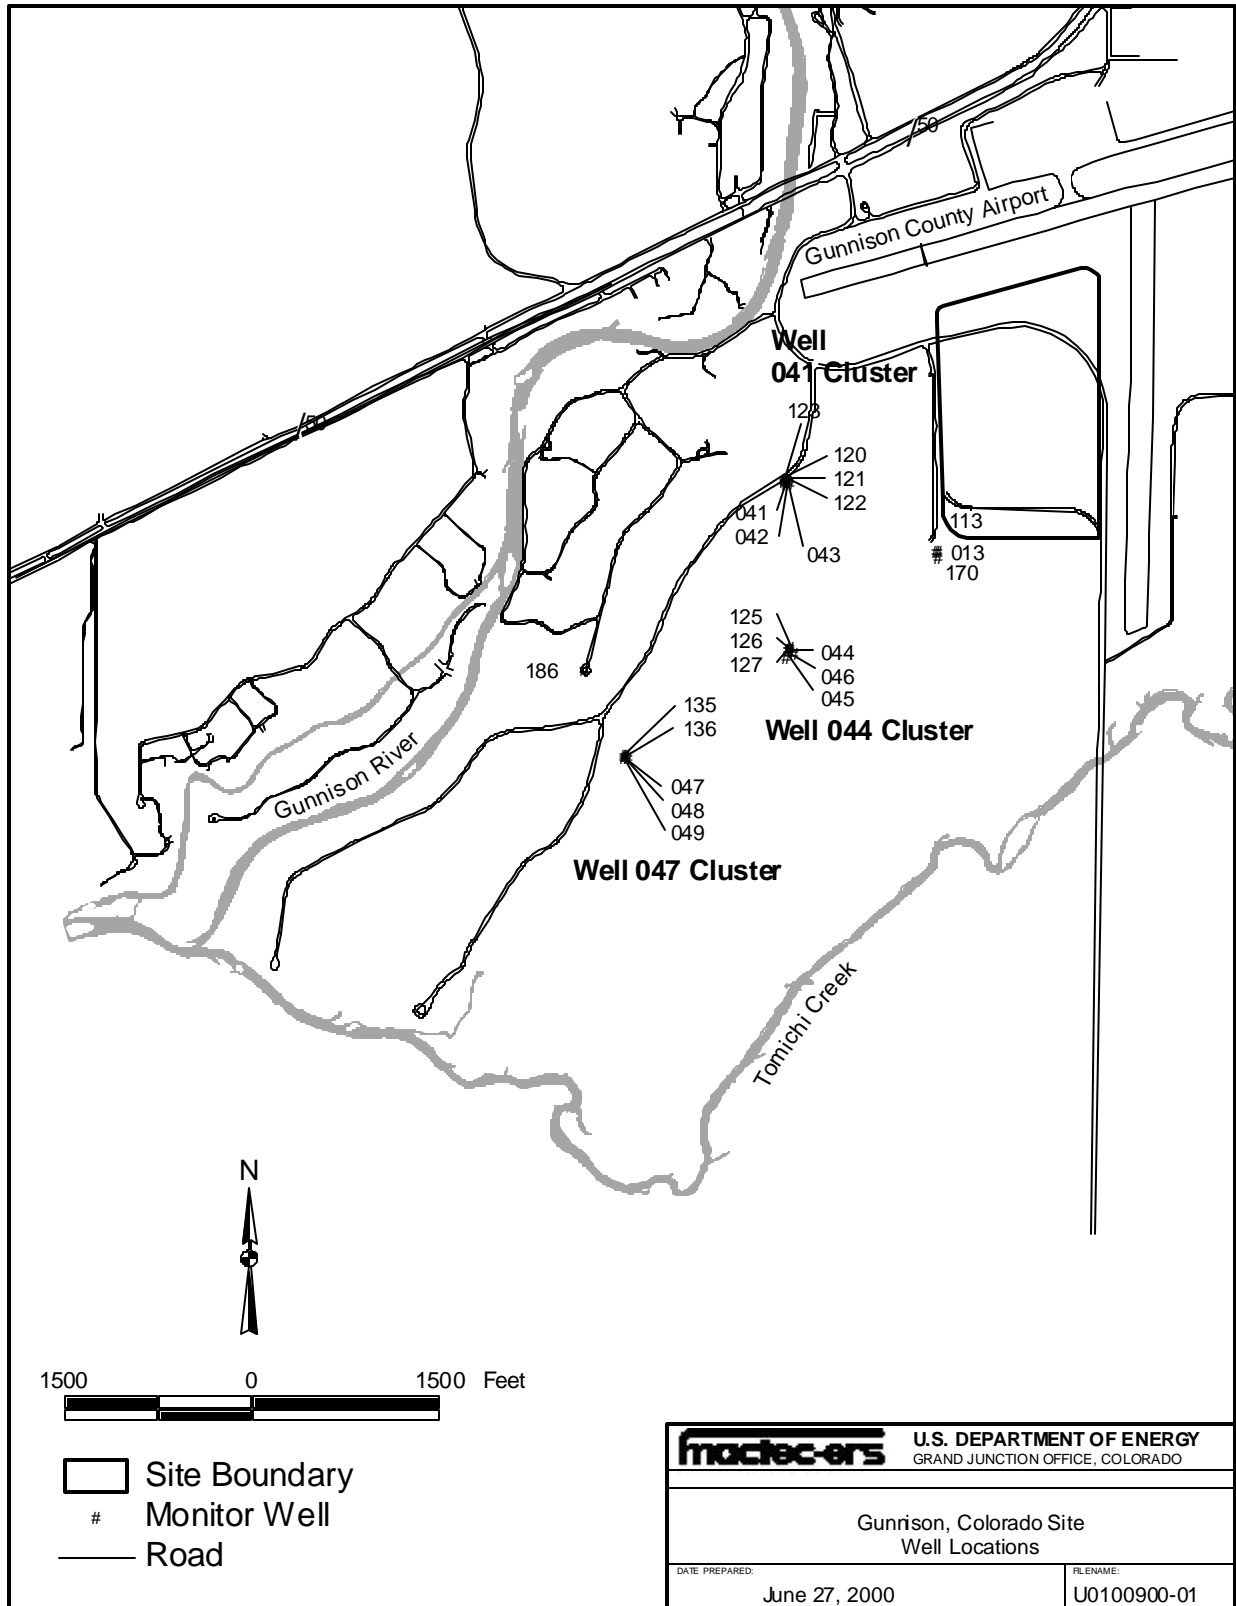 50
Gunnison County Airport
Well
041 Cluster
123
50
120
121
122
041
042
043
113
013
170
125
126
127
044
046
045
186
135
136
Well 044 Cluster
Gunnison River
047
048
049
Well 047 Cluster
Tomichi Creek
N
1500 0 1500 Feet
Site Boundary
# Monitor Well
Road
mactec-ers
U.S. DEPARTMENT OF ENERGY
GRAND JUNCTION OFFICE, COLORADO
Gunnison, Colorado Site
Well Locations
DATE PREPARED:
June 27, 2000
FILENAME:
U0100900-01